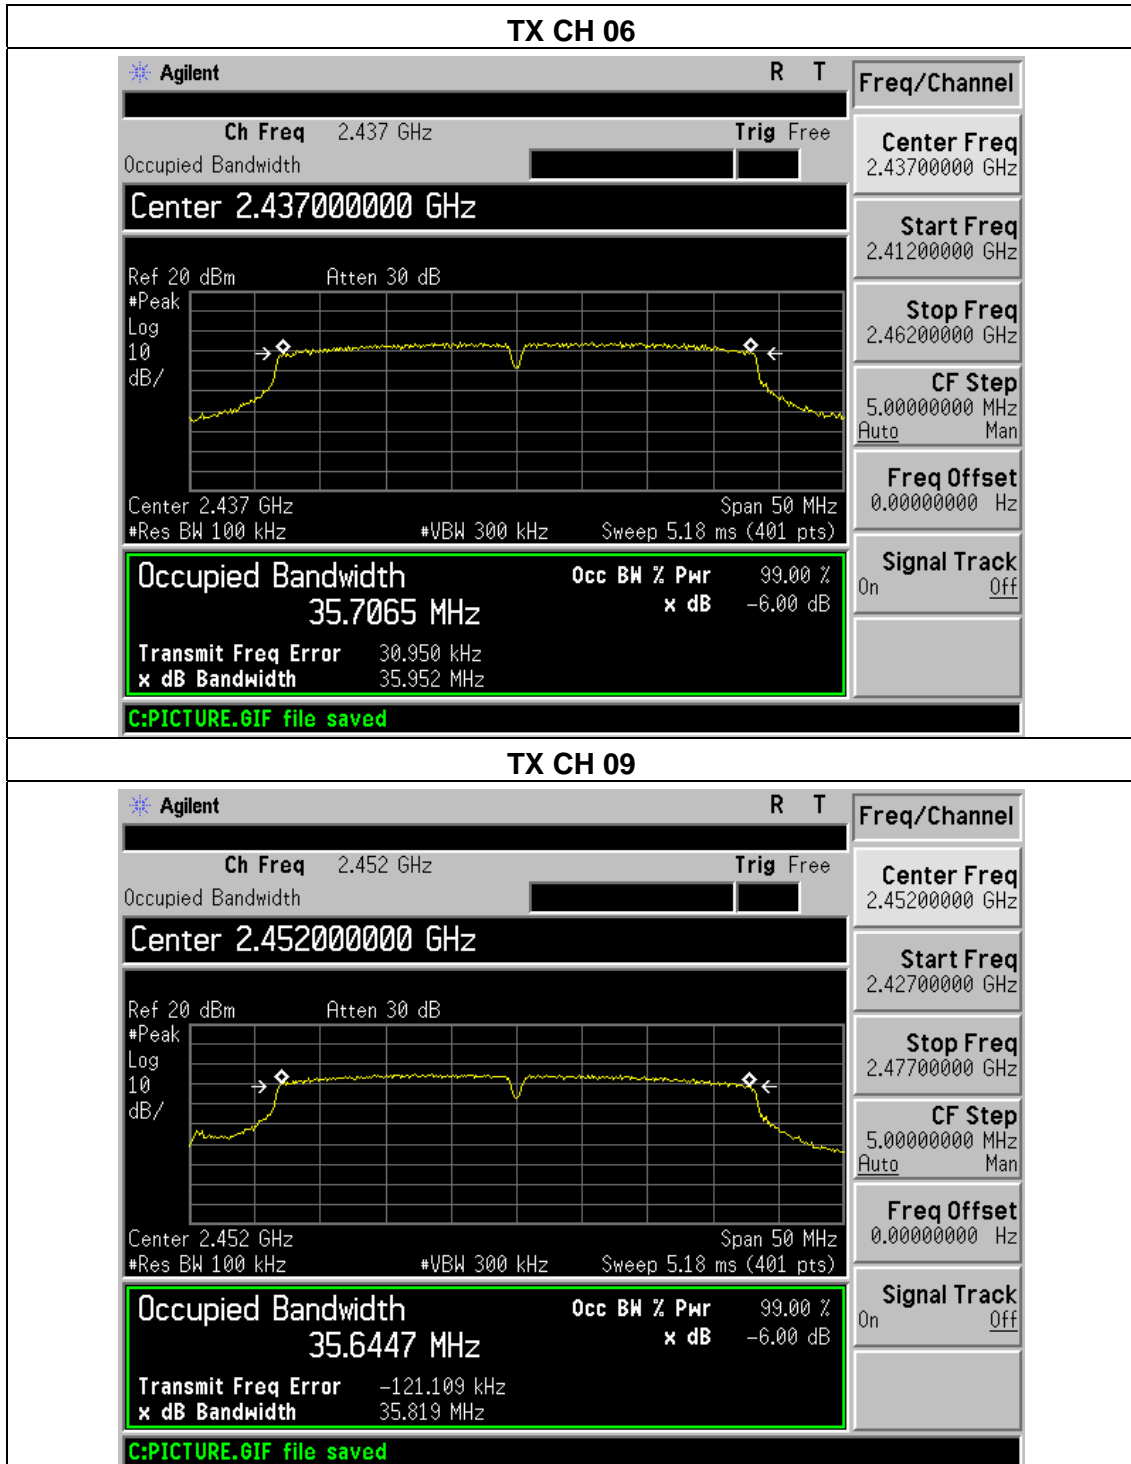 TX CH 06
Agilent R T Freq/Channel
Ch Freq 2.437 GHz Trig Free
Occupied Bandwidth
Center Freq
2.43700000 GHz
Center 2.437000000 GHz
Start Freq
2.41200000 GHz
Ref 20 dBm Atten 30 dB
#Peak
Log
10
dB/
Stop Freq
2.46200000 GHz
CF Step
5.00000000 MHz
Auto Man
Freq Offset
0.00000000 Hz
Center 2.437 GHz Span 50 MHz
#Res BW 100 kHz #VBW 300 kHz Sweep 5.18 ms (401 pts)
Signal Track
On Off
Occupied Bandwidth Occ BW % Pwr 99.00 %
35.7065 MHz x dB -6.00 dB
Transmit Freq Error 30.950 kHz
x dB Bandwidth 35.952 MHz
C:PICTURE.GIF file saved
TX CH 09
Agilent R T Freq/Channel
Ch Freq 2.452 GHz Trig Free
Occupied Bandwidth
Center Freq
2.45200000 GHz
Center 2.452000000 GHz
Start Freq
2.42700000 GHz
Ref 20 dBm Atten 30 dB
#Peak
Log
10
dB/
Stop Freq
2.47700000 GHz
CF Step
5.00000000 MHz
Auto Man
Freq Offset
0.00000000 Hz
Center 2.452 GHz Span 50 MHz
#Res BW 100 kHz #VBW 300 kHz Sweep 5.18 ms (401 pts)
Signal Track
On Off
Occupied Bandwidth Occ BW % Pwr 99.00 %
35.6447 MHz x dB -6.00 dB
Transmit Freq Error -121.109 kHz
x dB Bandwidth 35.819 MHz
C:PICTURE.GIF file saved